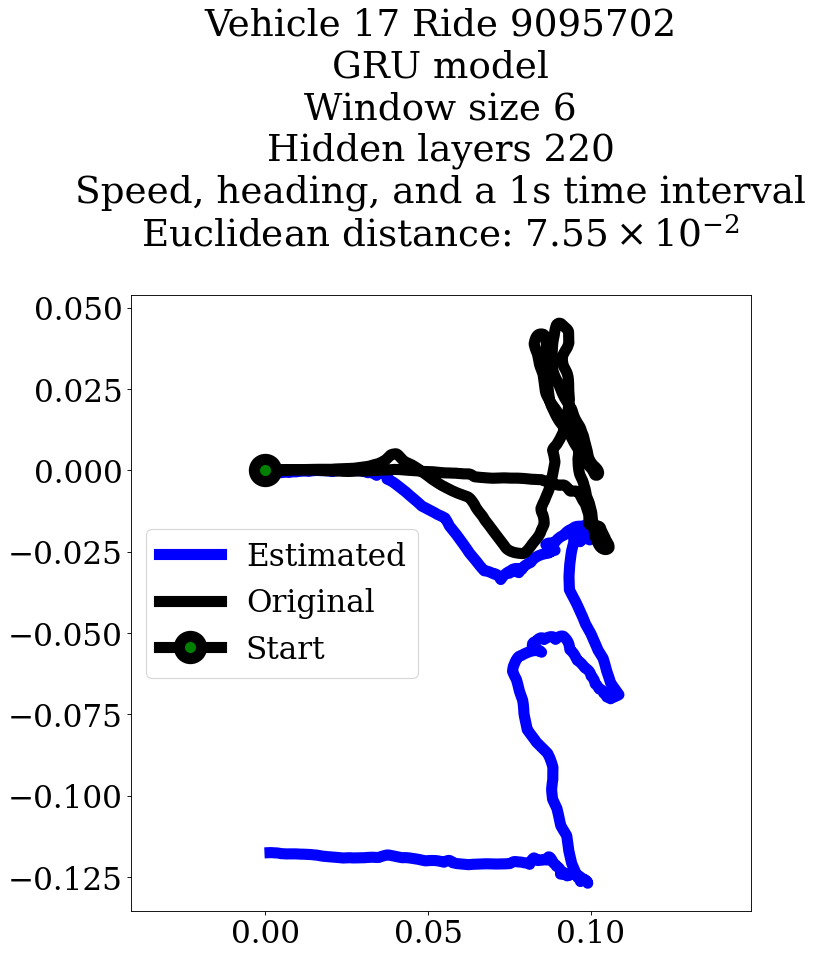 Vehicle 17 Ride 9095702
GRU model
Window size 6
Hidden layers 220
Speed, heading, and a 1s time interval
Euclidean distance: 7.55 × 10⁻²
0.050
0.025
0.000
−0.025
−0.050
−0.075
−0.100
−0.125
Estimated
Original
Start
0.00 0.05 0.10